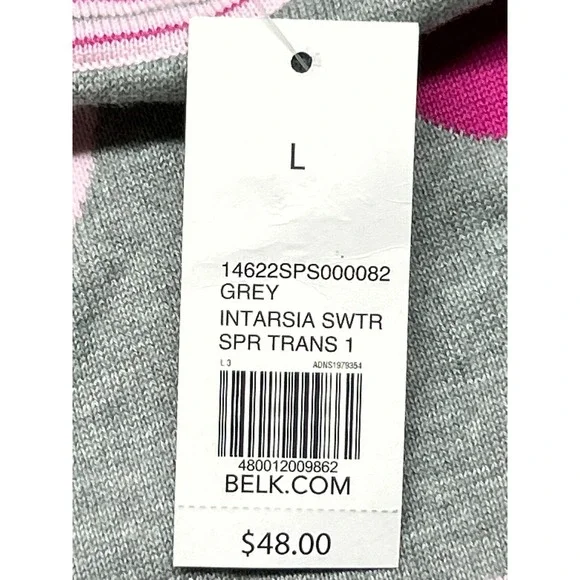 L
14622SPS000082
GREY
INTARSIA SWTR
SPR TRANS 1
L 3 ADNS1979354
480012009862
BELK.COM
$48.00